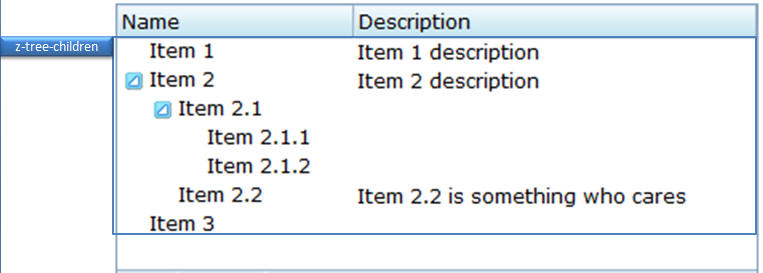 Name Description
z-tree-children
Item 1 Item 1 description
Item 2 Item 2 description
Item 2.1
Item 2.1.1
Item 2.1.2
Item 2.2 Item 2.2 is something who cares
Item 3